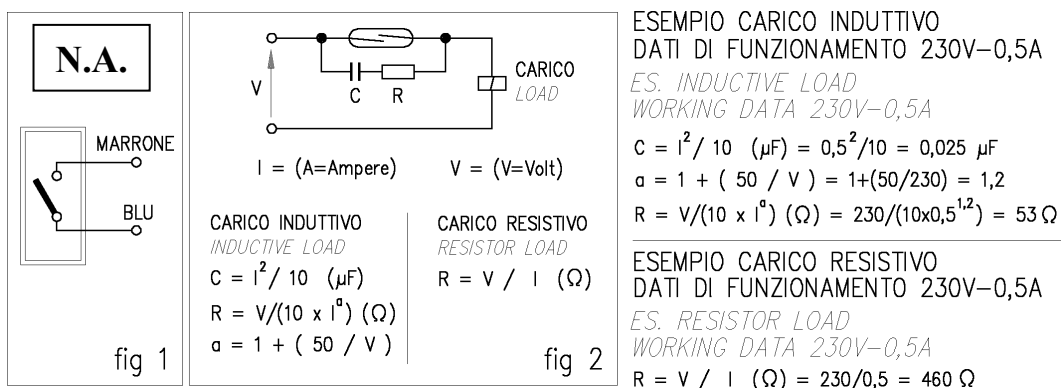 N.A.
MARRONE
BLU
fig 1
V
C
R
CARICO
LOAD
I = (A=Ampere)
V = (V=Volt)
CARICO INDUTTIVO
INDUCTIVE LOAD
C = I²/ 10 (µF)
R = V/(10 x Iᵃ) (Ω)
a = 1 + ( 50 / V )
CARICO RESISTIVO
RESISTOR LOAD
R = V / I (Ω)
fig 2
ESEMPIO CARICO INDUTTIVO
DATI DI FUNZIONAMENTO 230V-0,5A
ES. INDUCTIVE LOAD
WORKING DATA 230V-0,5A
C = I²/ 10 (µF) = 0,5²/10 = 0,025 µF
a = 1 + ( 50 / V ) = 1+(50/230) = 1,2
R = V/(10 x Iᵃ) (Ω) = 230/(10x0,5¹,²) = 53 Ω
ESEMPIO CARICO RESISTIVO
DATI DI FUNZIONAMENTO 230V-0,5A
ES. RESISTOR LOAD
WORKING DATA 230V-0,5A
R = V / I (Ω) = 230/0,5 = 460 Ω